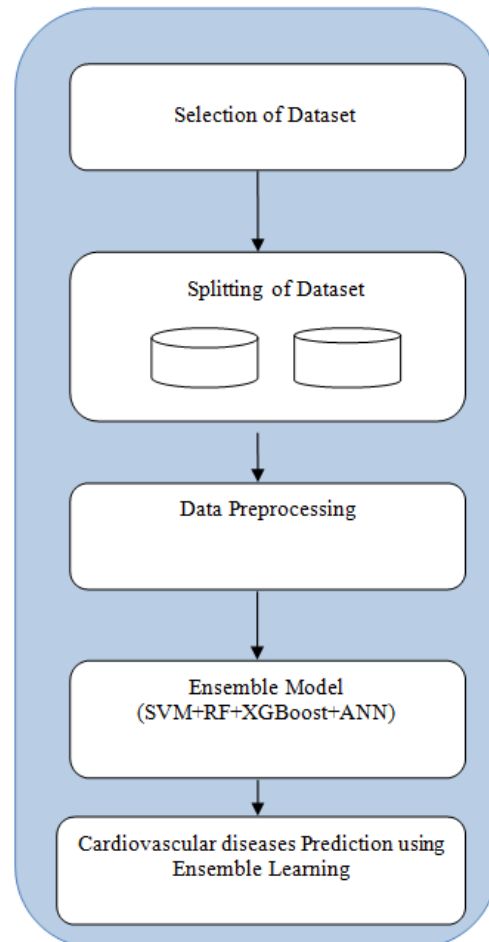 Selection of Dataset
Splitting of Dataset
Data Preprocessing
Ensemble Model
(SVM+RF+XGBoost+ANN)
Cardiovascular diseases Prediction using
Ensemble Learning